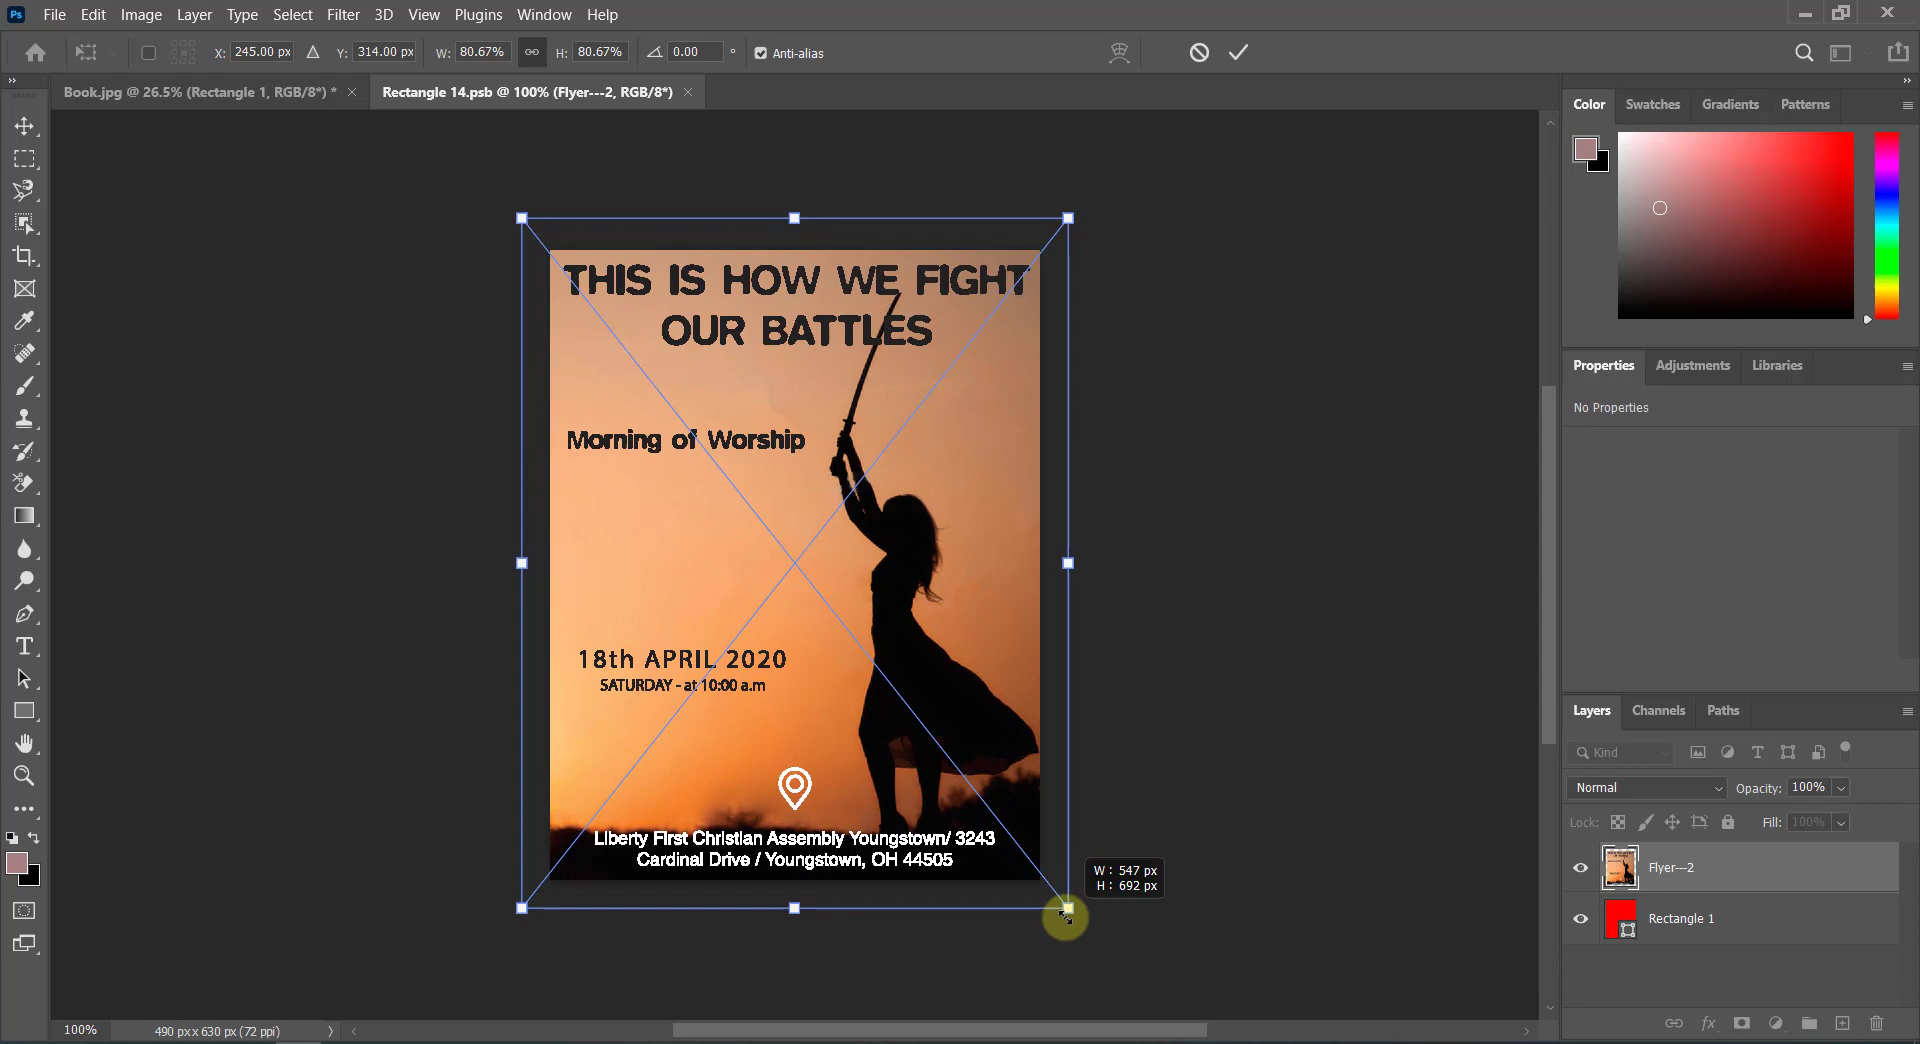 Ps File Edit Image Layer Type Select Filter 3D View Plugins Window Help
X: 245.00 px Y: 314.00 px W: 80.67% H: 80.67% 0.00 ° Anti-alias
Book.jpg @ 26.5% (Rectangle 1, RGB/8*) * Rectangle 14.psb @ 100% (Flyer---2, RGB/8*)
Color Swatches Gradients Patterns
THIS IS HOW WE FIGHT
OUR BATTLES
Morning of Worship
18th APRIL 2020
SATURDAY - at 10:00 a.m
Liberty First Christian Assembly Youngstown/ 3243
Cardinal Drive / Youngstown, OH 44505
W: 547 px
H: 692 px
Properties Adjustments Libraries
No Properties
Layers Channels Paths
Kind
Normal Opacity: 100%
Lock: Fill: 100%
Flyer---2
Rectangle 1
fx
100% 490 px x 630 px (72 ppi)